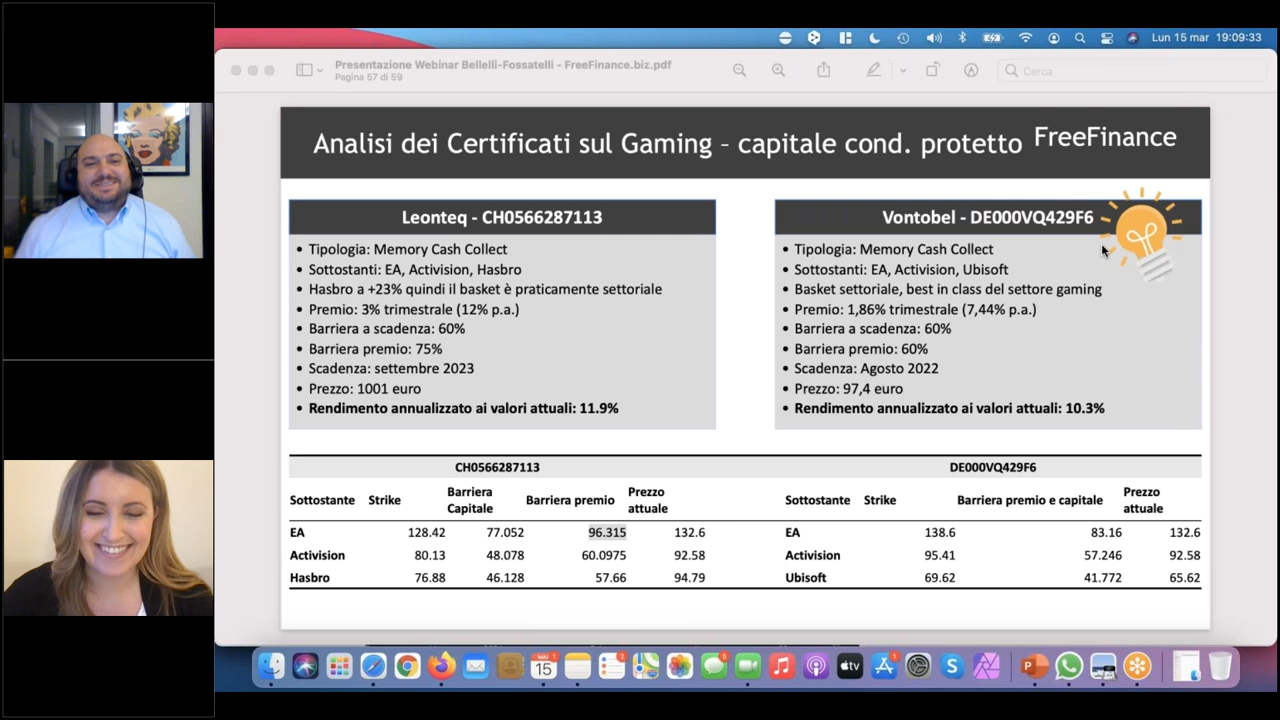 Lun 15 mar 19:09:33
Presentazione Webinar Bellelli-Fossatelli - FreeFinance.biz.pdf
Pagina 57 di 59
Cerca
Analisi dei Certificati sul Gaming – capitale cond. protetto
FreeFinance
Leonteq - CH0566287113
• Tipologia: Memory Cash Collect
• Sottostanti: EA, Activision, Hasbro
• Hasbro a +23% quindi il basket è praticamente settoriale
• Premio: 3% trimestrale (12% p.a.)
• Barriera a scadenza: 60%
• Barriera premio: 75%
• Scadenza: settembre 2023
• Prezzo: 1001 euro
• Rendimento annualizzato ai valori attuali: 11.9%
Vontobel - DE000VQ429F6
• Tipologia: Memory Cash Collect
• Sottostanti: EA, Activision, Ubisoft
• Basket settoriale, best in class del settore gaming
• Premio: 1,86% trimestrale (7,44% p.a.)
• Barriera a scadenza: 60%
• Barriera premio: 60%
• Scadenza: Agosto 2022
• Prezzo: 97,4 euro
• Rendimento annualizzato ai valori attuali: 10.3%
CH0566287113
Sottostante Strike Barriera Capitale Barriera premio Prezzo attuale
EA 128.42 77.052 96.315 132.6
Activision 80.13 48.078 60.0975 92.58
Hasbro 76.88 46.128 57.66 94.79
DE000VQ429F6
Sottostante Strike Barriera premio e capitale Prezzo attuale
EA 138.6 83.16 132.6
Activision 95.41 57.246 92.58
Ubisoft 69.62 41.772 65.62
15
tv